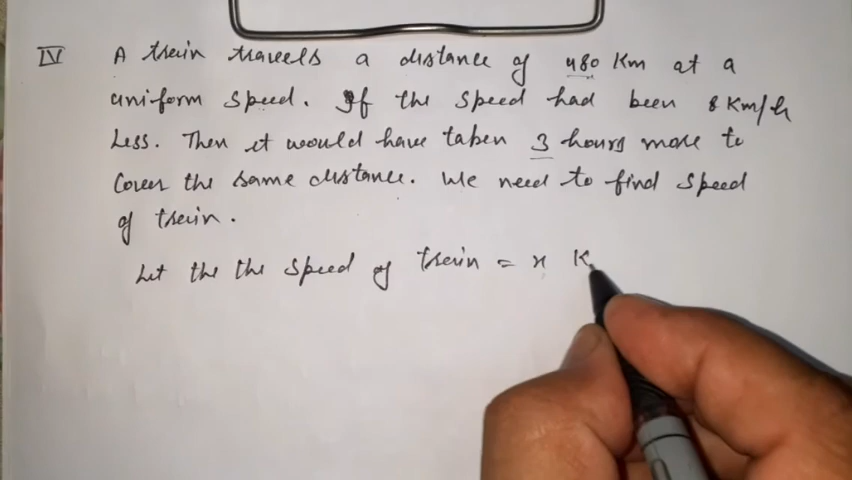 IV A train travels a distance of 480 Km at a
uniform speed. If the speed had been 8 Km/h
Less. Then it would have taken 3 hours more to
Cover the same distance. We need to find speed
of train.
Let the the speed of train = x K